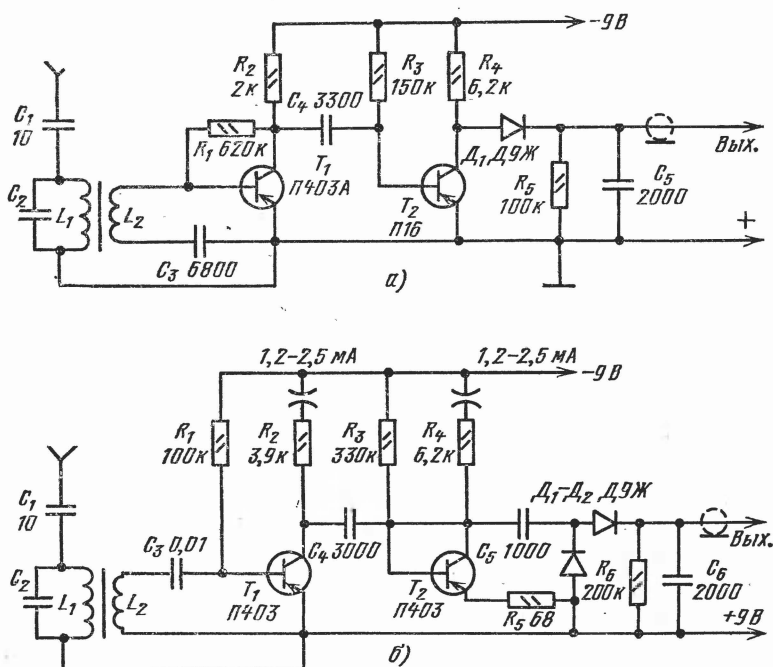 -9 В
R2
2к
R3
150к
R4
6,2к
C1
10
C4 3300
R1 620к
T1
П403А
Д1 Д9Ж
Вых.
C2
L1
L2
T2
П16
R5
100к
C5
2000
C3 6800
+
а)
1,2-2,5 мА
1,2-2,5 мА
-9 В
R1
100к
R2
3,9к
R3
330к
R4
6,2к
C1
10
Д1-Д2 Д9Ж
Вых.
C3 0,01
C4 3000
C5 1000
C2
L1
L2
T1
П403
T2
П403
R6
200к
C6
2000
R5 68
+9 В
б)